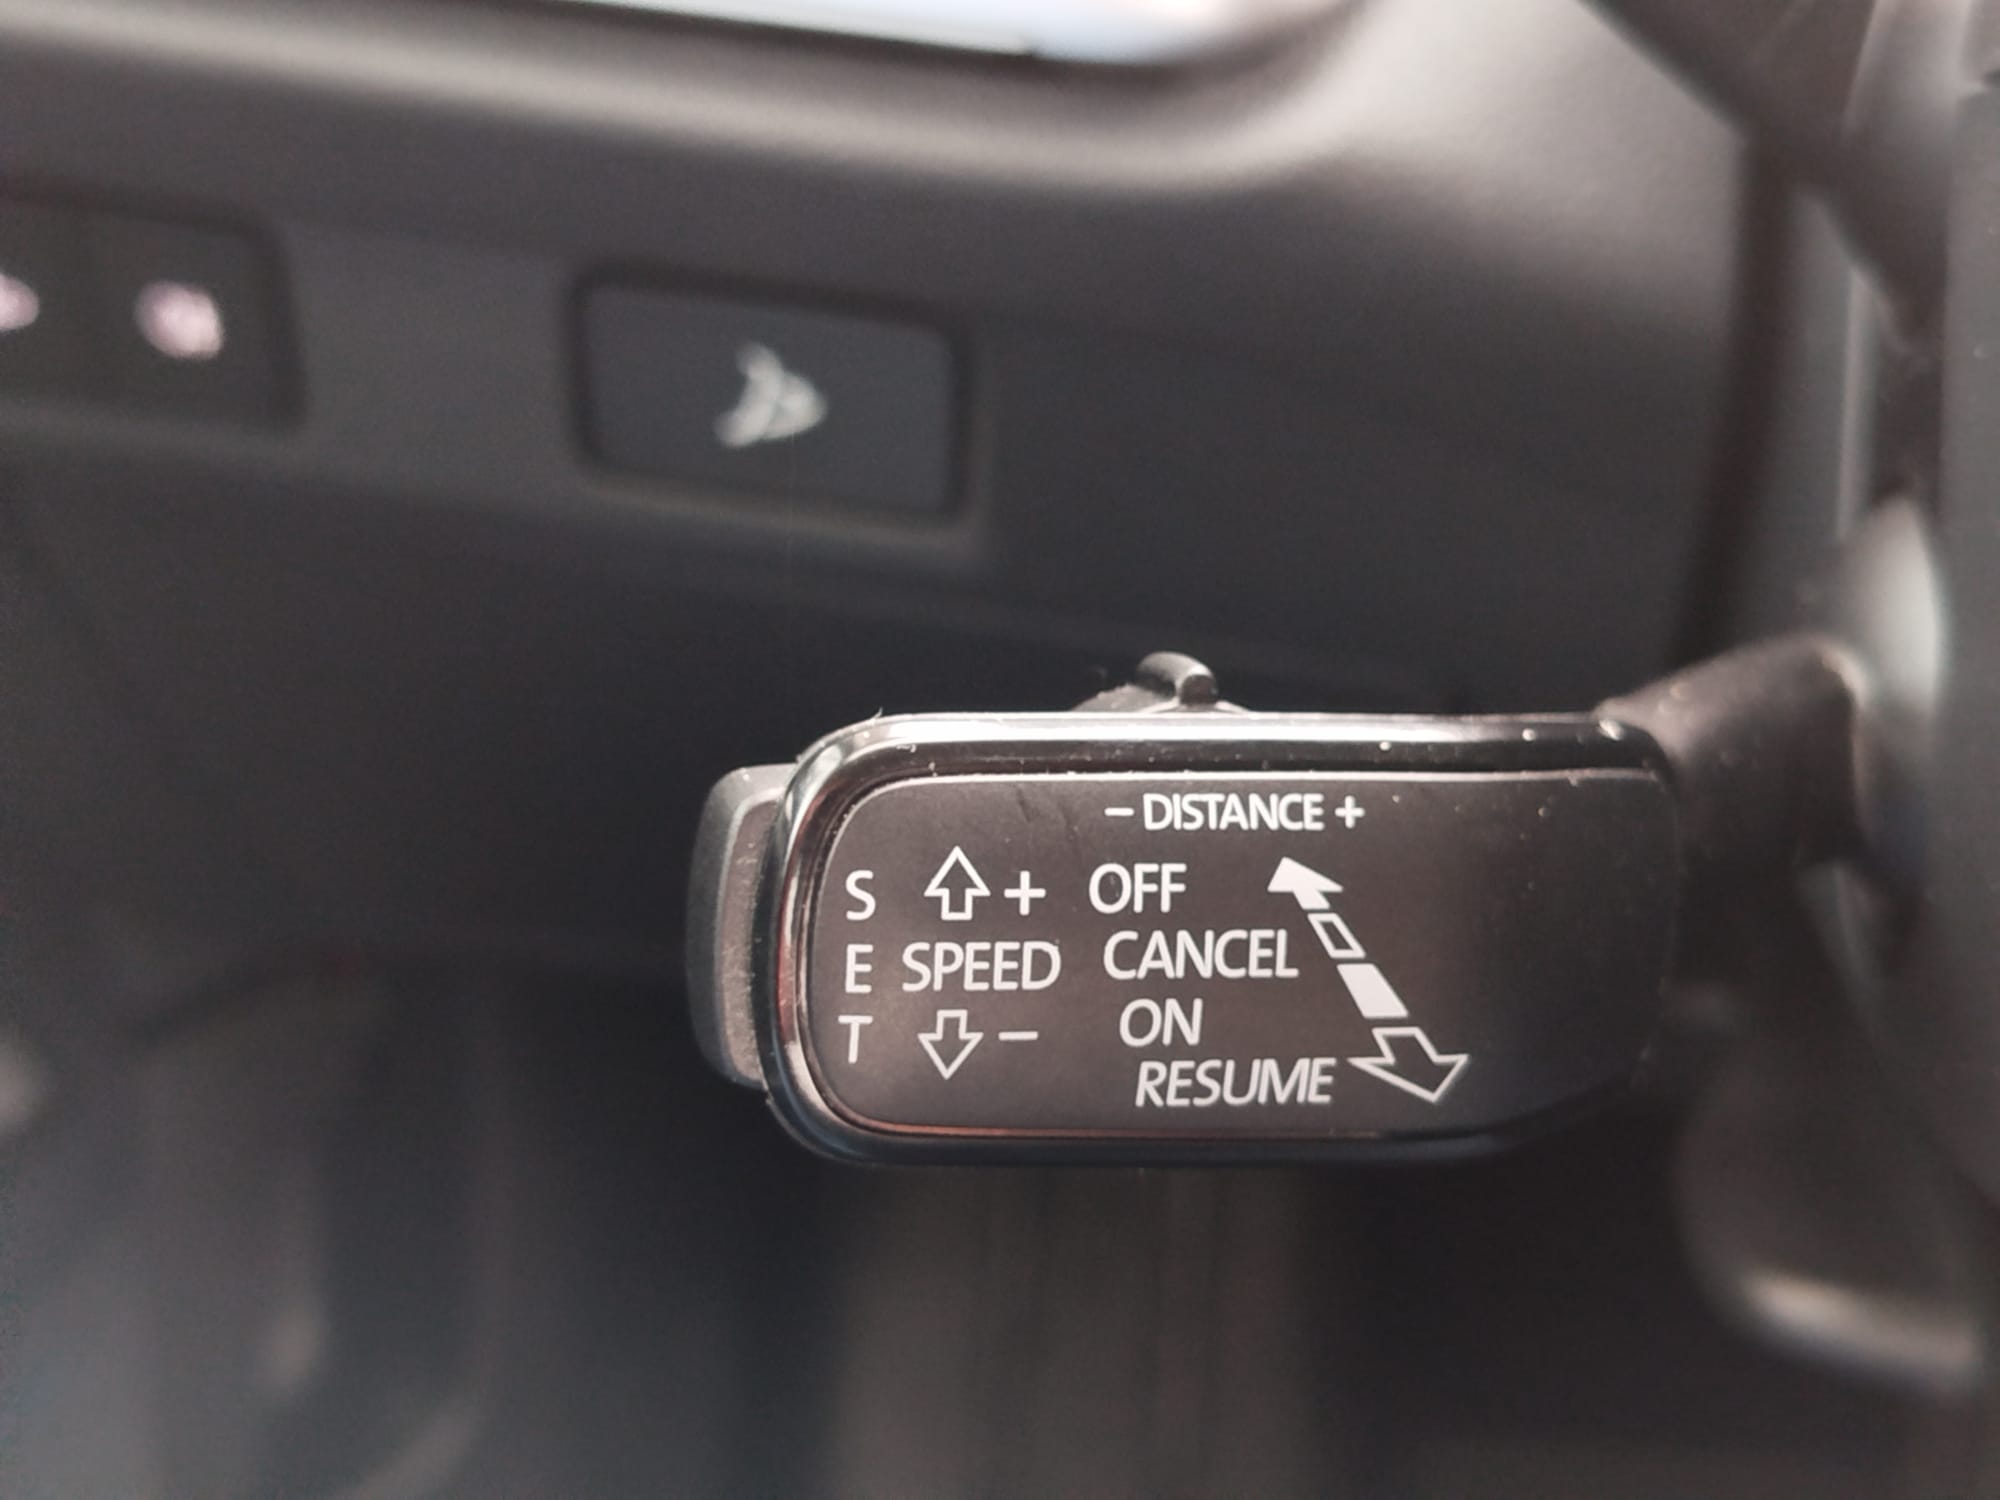 - DISTANCE +
S
E
T
+
SPEED
-
OFF
CANCEL
ON
RESUME